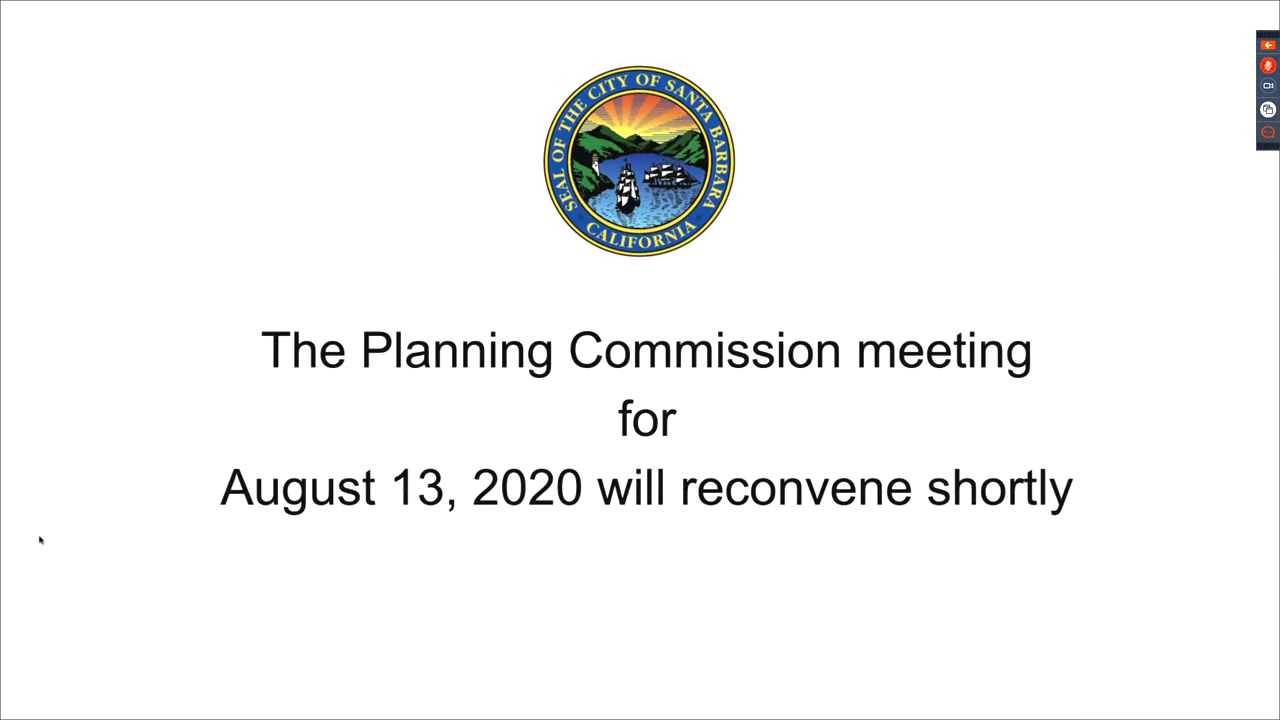 SEAL OF THE CITY OF SANTA BARBARA
CALIFORNIA
The Planning Commission meeting
for
August 13, 2020 will reconvene shortly